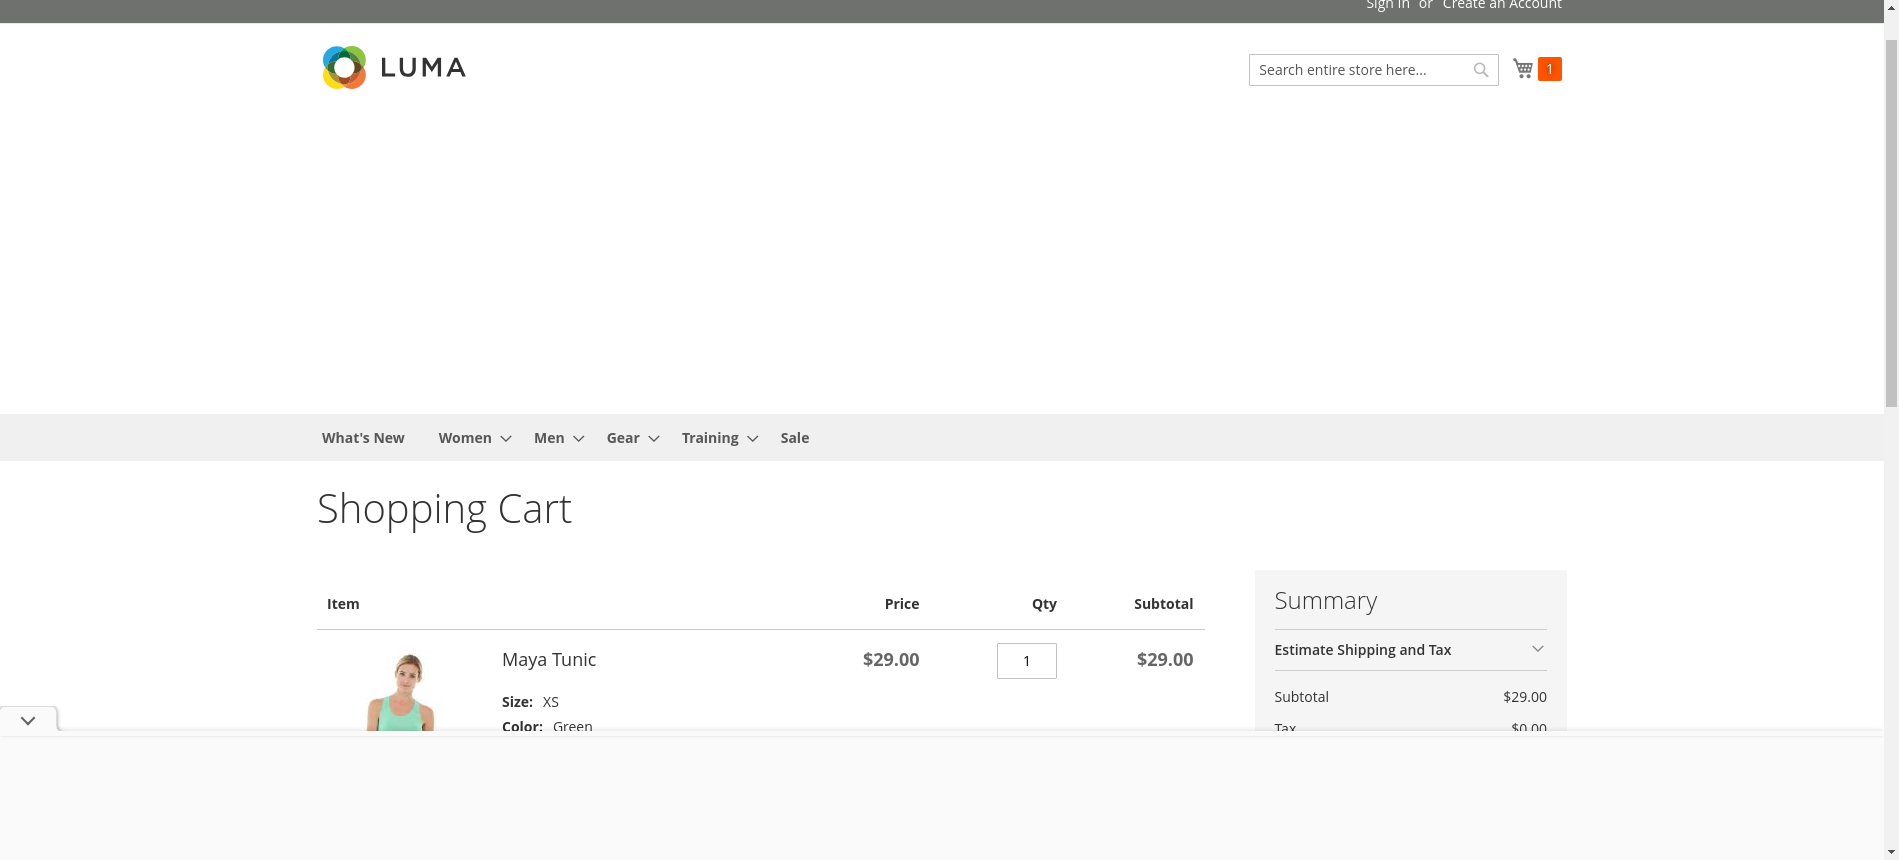 Sign In or Create an Account
LUMA
Search entire store here...
1
What's New Women Men Gear Training Sale
Shopping Cart
Item Price Qty Subtotal
Maya Tunic $29.00 1 $29.00
Size: XS
Color: Green
Summary
Estimate Shipping and Tax
Subtotal $29.00
Tax $0.00